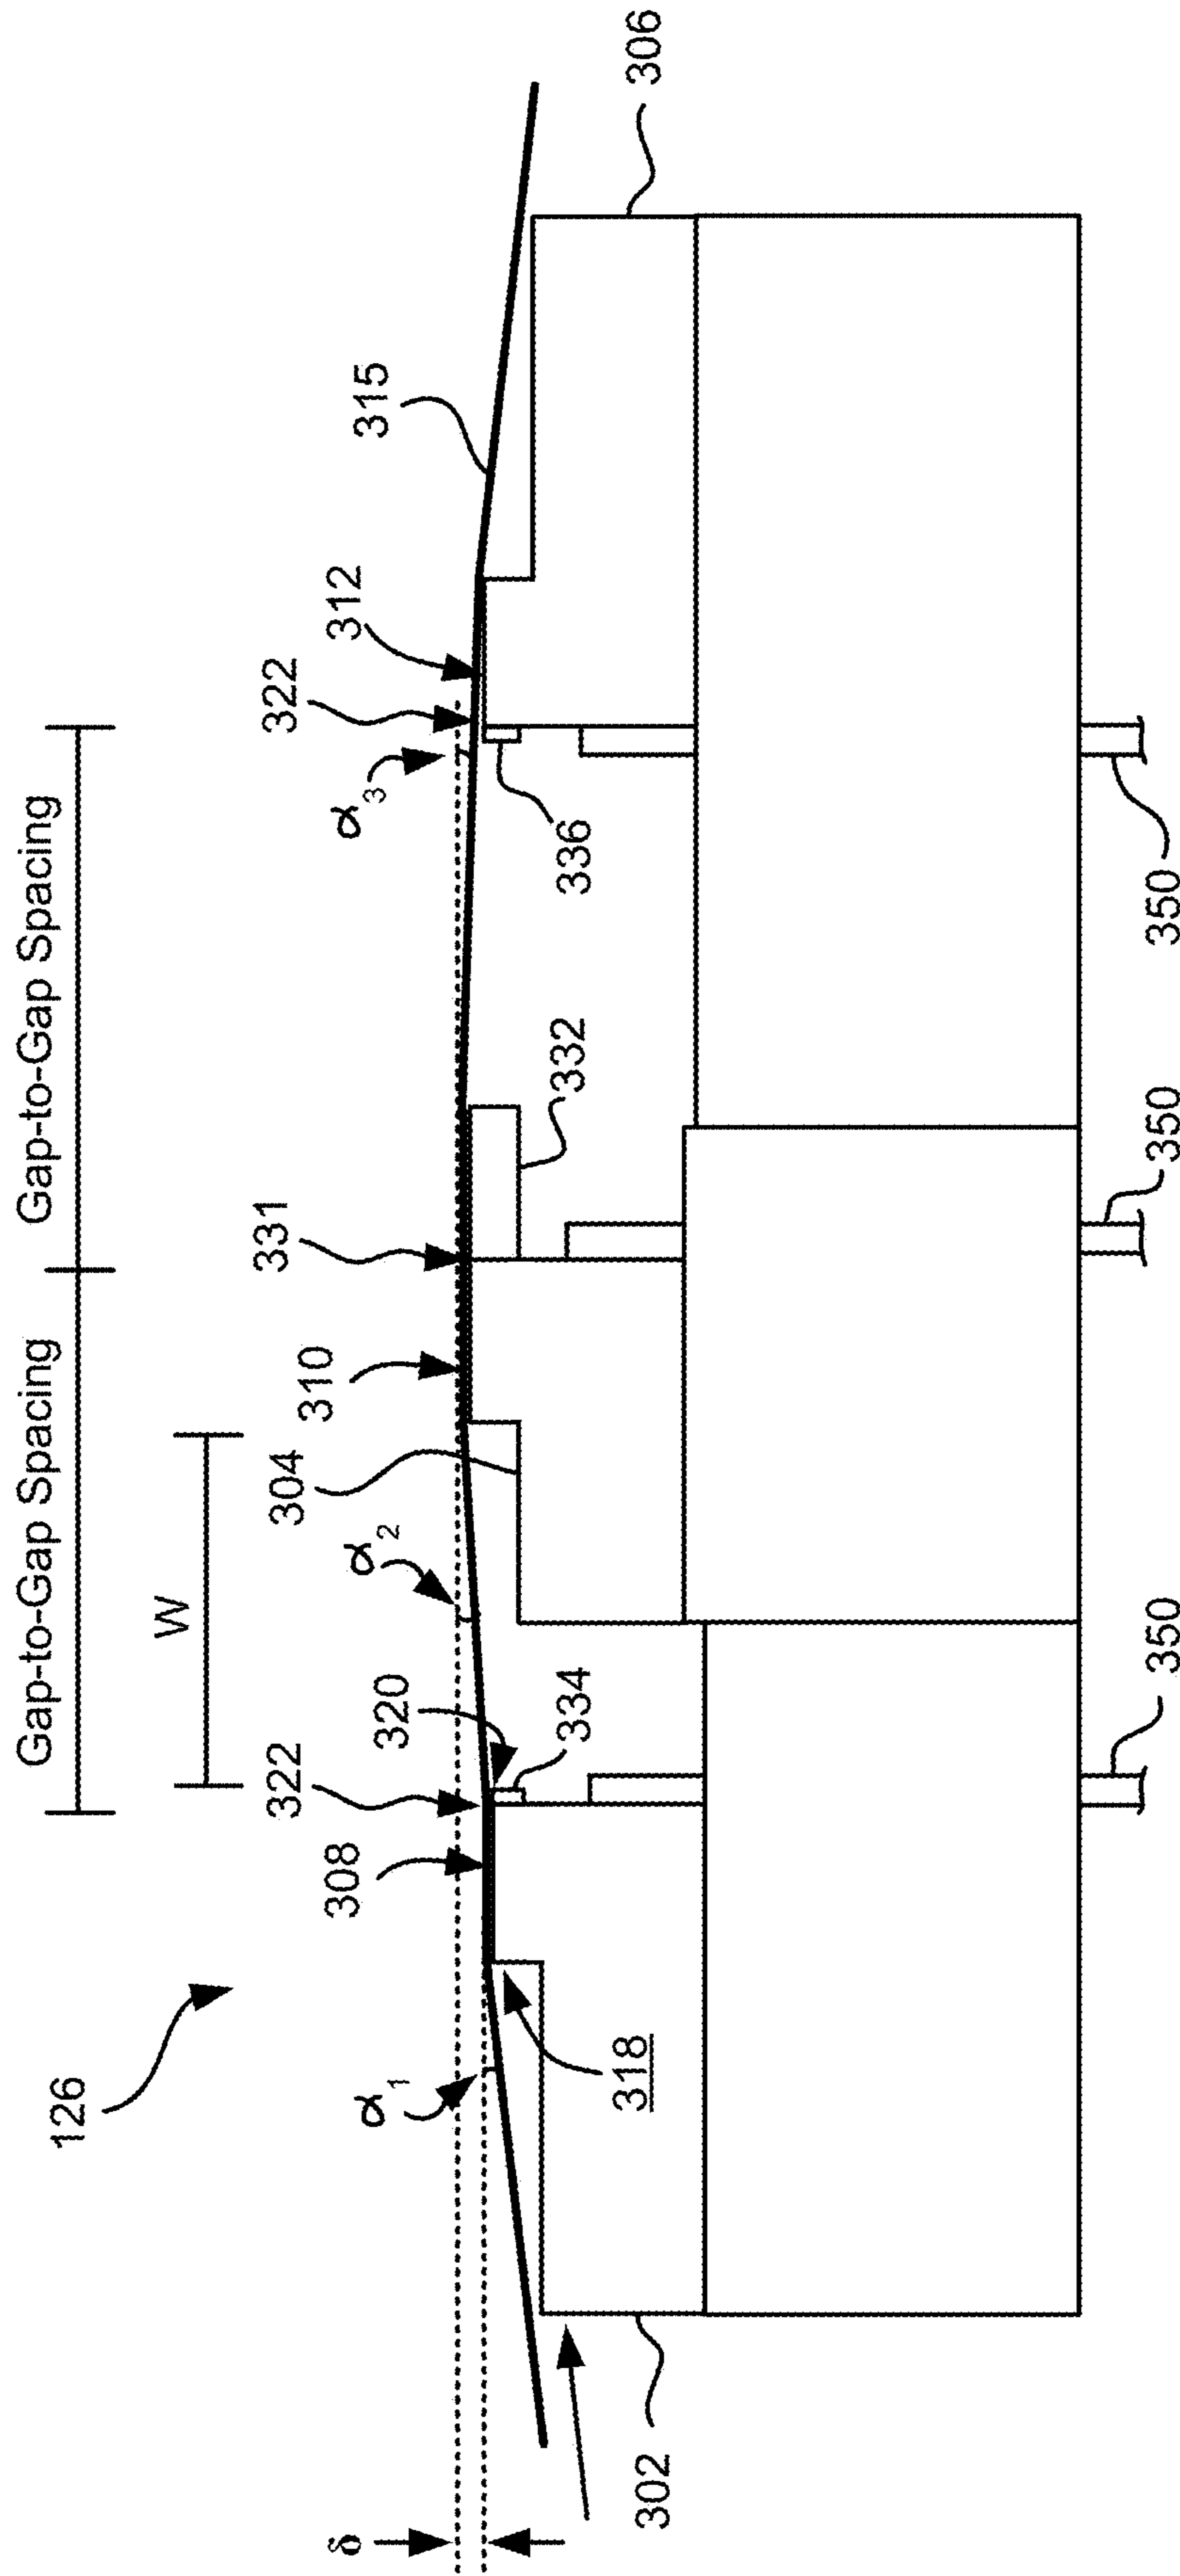 Gap-to-Gap Spacing
Gap-to-Gap Spacing
W
126
δ
α₁
308
322
320
334
α₂
304
310
331
332
α₃
322
312
336
315
306
318
302
350
350
350